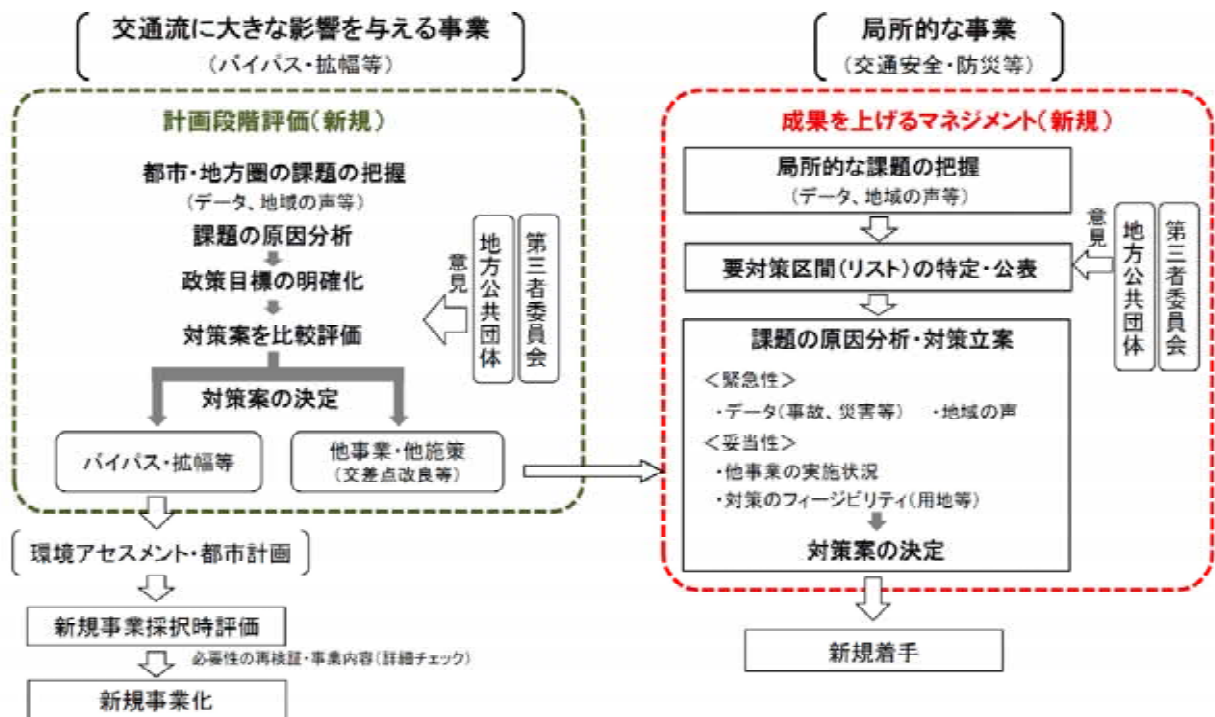 交通流に大きな影響を与える事業
(バイパス・拡幅等)
計画段階評価(新規)
都市・地方圏の課題の把握
(データ、地域の声等)
課題の原因分析
政策目標の明確化
対策案を比較評価
対策案の決定
バイパス・拡幅等
他事業・他施策
(交差点改良等)
意見
地方公共団体
第三者委員会
環境アセスメント・都市計画
新規事業採択時評価
必要性の再検証・事業内容(詳細チェック)
新規事業化
局所的な事業
(交通安全・防災等)
成果を上げるマネジメント(新規)
局所的な課題の把握
(データ、地域の声等)
要対策区間(リスト)の特定・公表
意見
地方公共団体
第三者委員会
課題の原因分析・対策立案
<緊急性>
・データ(事故、災害等) ・地域の声
<妥当性>
・他事業の実施状況
・対策のフィージビリティ(用地等)
対策案の決定
新規着手